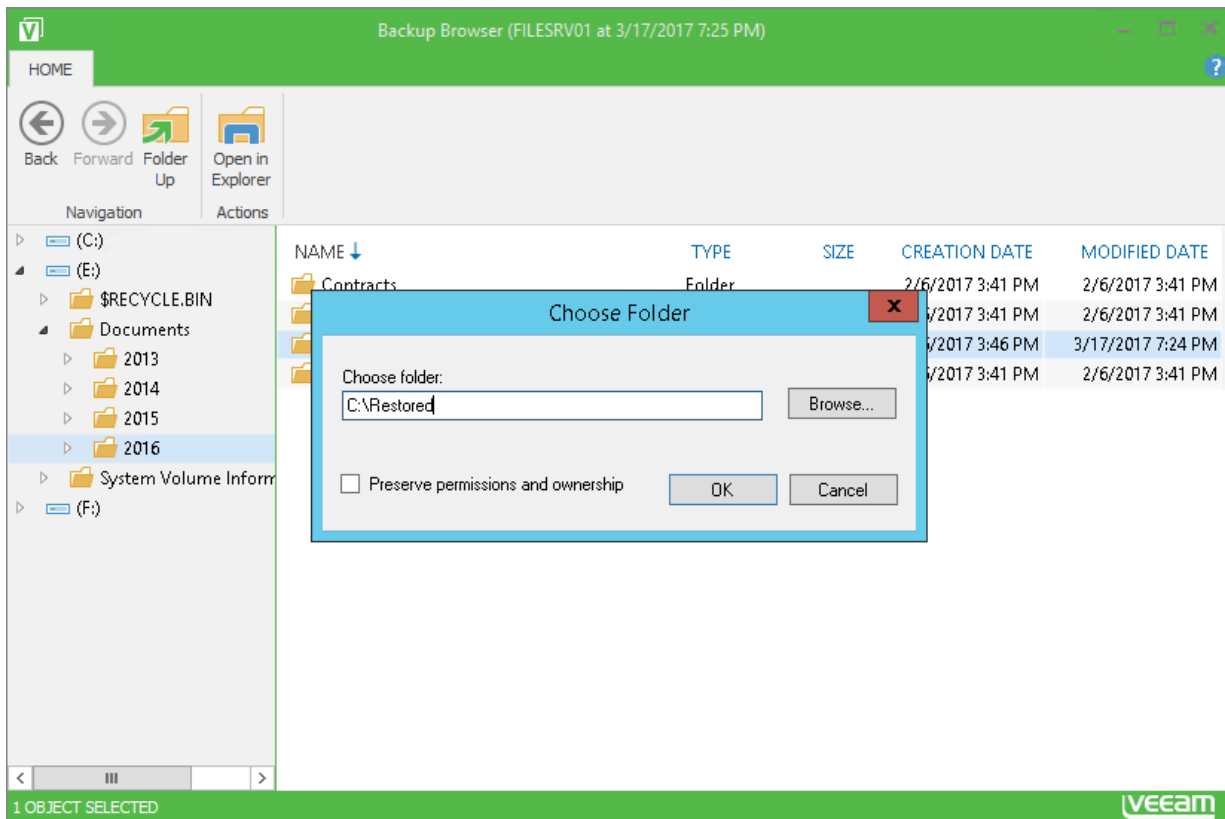 Backup Browser (FILESRV01 at 3/17/2017 7:25 PM)
HOME
?
Back Forward Folder Up Open in Explorer
Navigation Actions
(C:)
(E:)
$RECYCLE.BIN
Documents
2013
2014
2015
2016
System Volume Inform
(F:)
NAME TYPE SIZE CREATION DATE MODIFIED DATE
Contracts Folder 2/6/2017 3:41 PM 2/6/2017 3:41 PM
/2017 3:41 PM 2/6/2017 3:41 PM
/2017 3:46 PM 3/17/2017 7:24 PM
/2017 3:41 PM 2/6/2017 3:41 PM
Choose Folder
x
Choose folder:
C:\Restored
Browse...
Preserve permissions and ownership
OK Cancel
1 OBJECT SELECTED
veeam